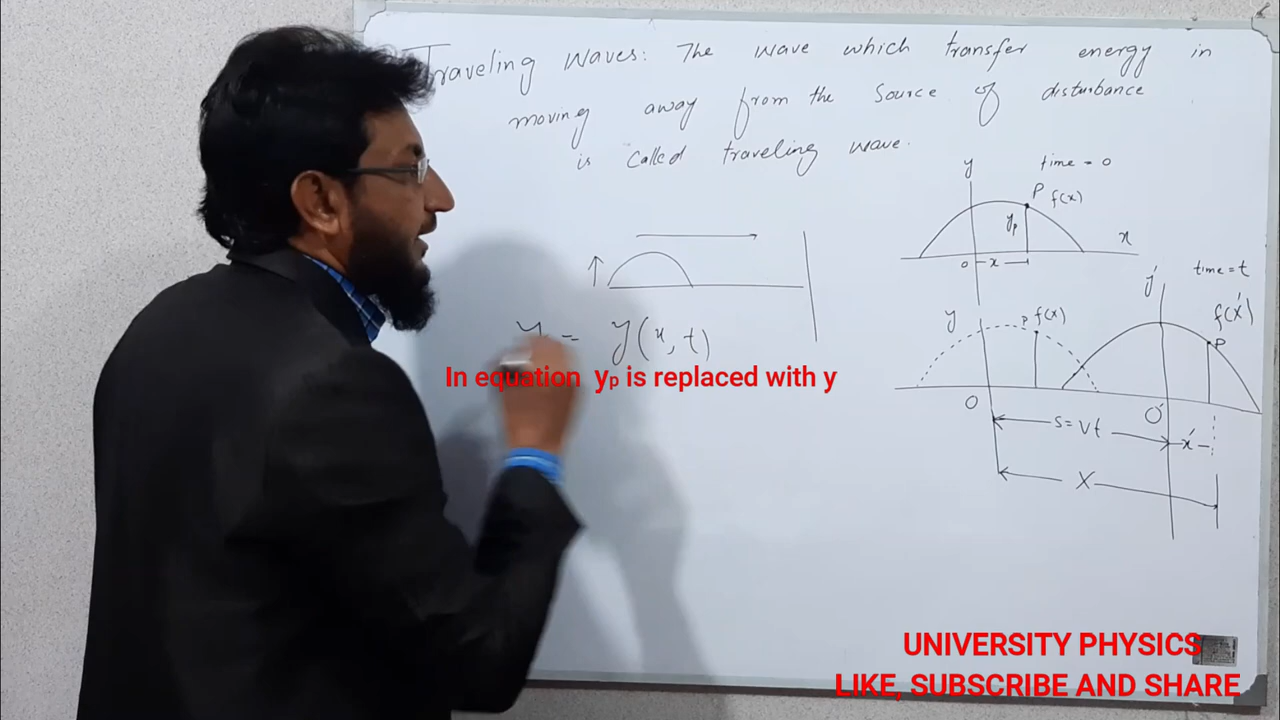 Traveling waves: The wave which transfer energy in
moving away from the source of disturbance
is called traveling wave.
y = y(x, t)
In equation yp is replaced with y
y
time = 0
P f(x)
yp
x
o x
time = t
y'
f(x')
y
P f(x)
P
O
O'
S = Vt
x'
X
UNIVERSITY PHYSICS
LIKE, SUBSCRIBE AND SHARE